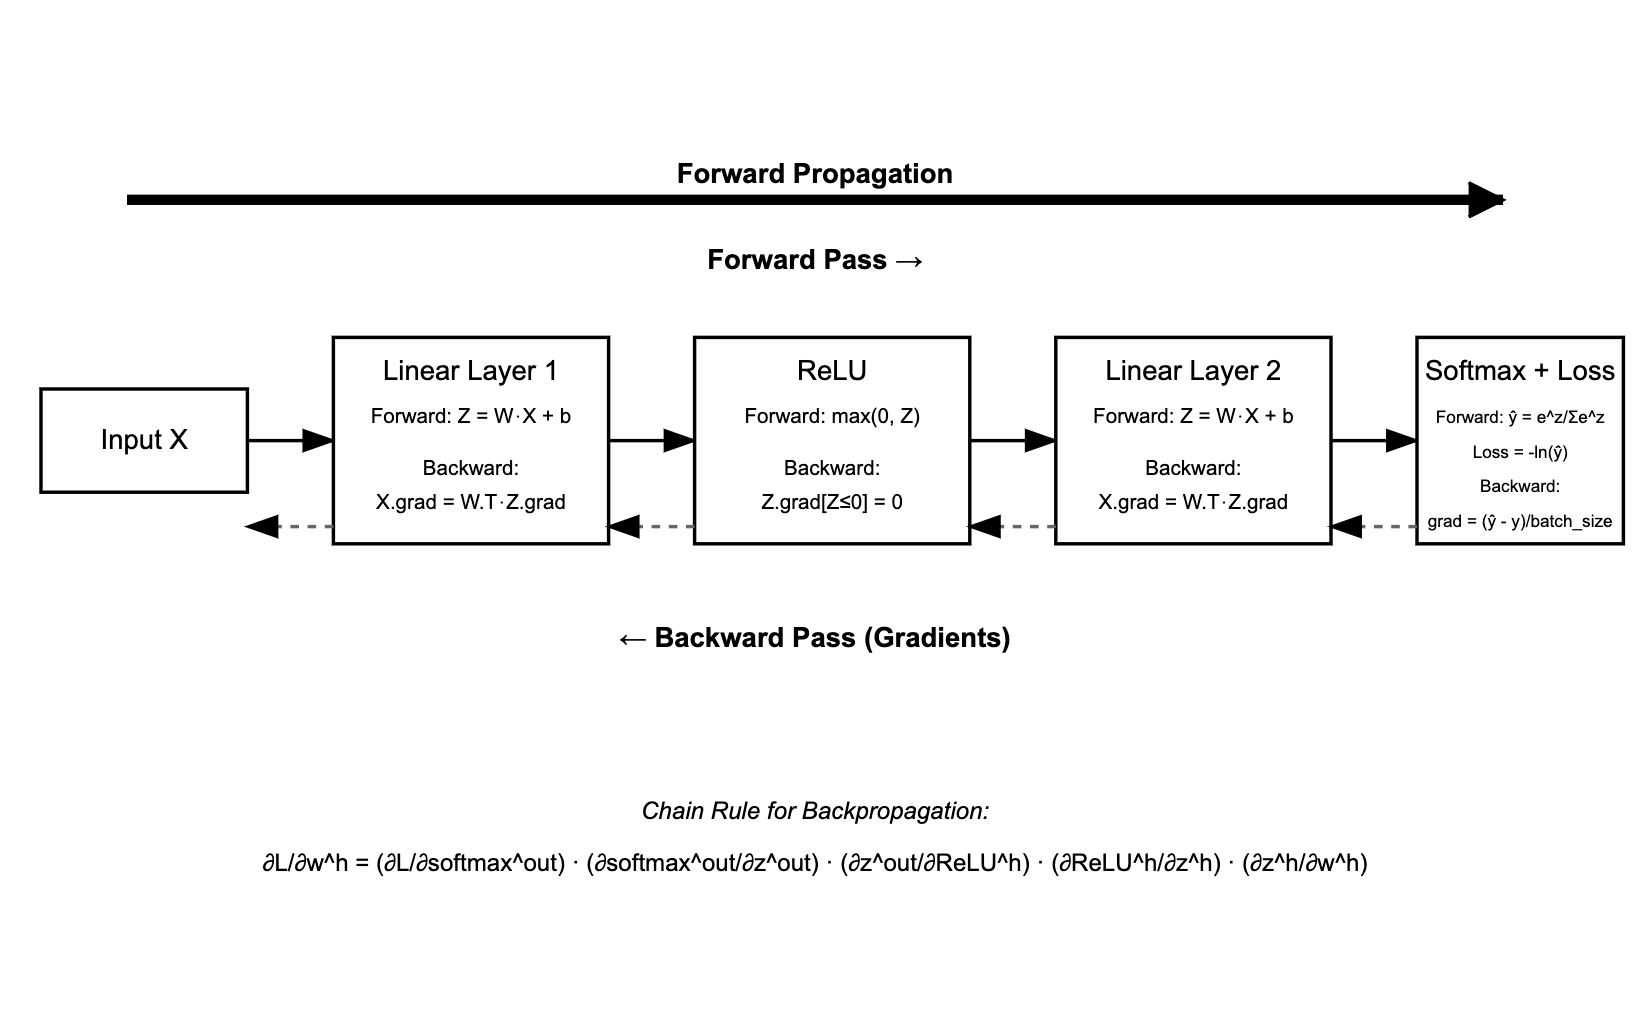 Forward Propagation
Forward Pass →
Input X
Linear Layer 1
Forward: Z = W·X + b
Backward:
X.grad = W.T·Z.grad
ReLU
Forward: max(0, Z)
Backward:
Z.grad[Z≤0] = 0
Linear Layer 2
Forward: Z = W·X + b
Backward:
X.grad = W.T·Z.grad
Softmax + Loss
Forward: ŷ = e^z/Σe^z
Loss = -ln(ŷ)
Backward:
grad = (ŷ - y)/batch_size
← Backward Pass (Gradients)
Chain Rule for Backpropagation:
∂L/∂w^h = (∂L/∂softmax^out) · (∂softmax^out/∂z^out) · (∂z^out/∂ReLU^h) · (∂ReLU^h/∂z^h) · (∂z^h/∂w^h)